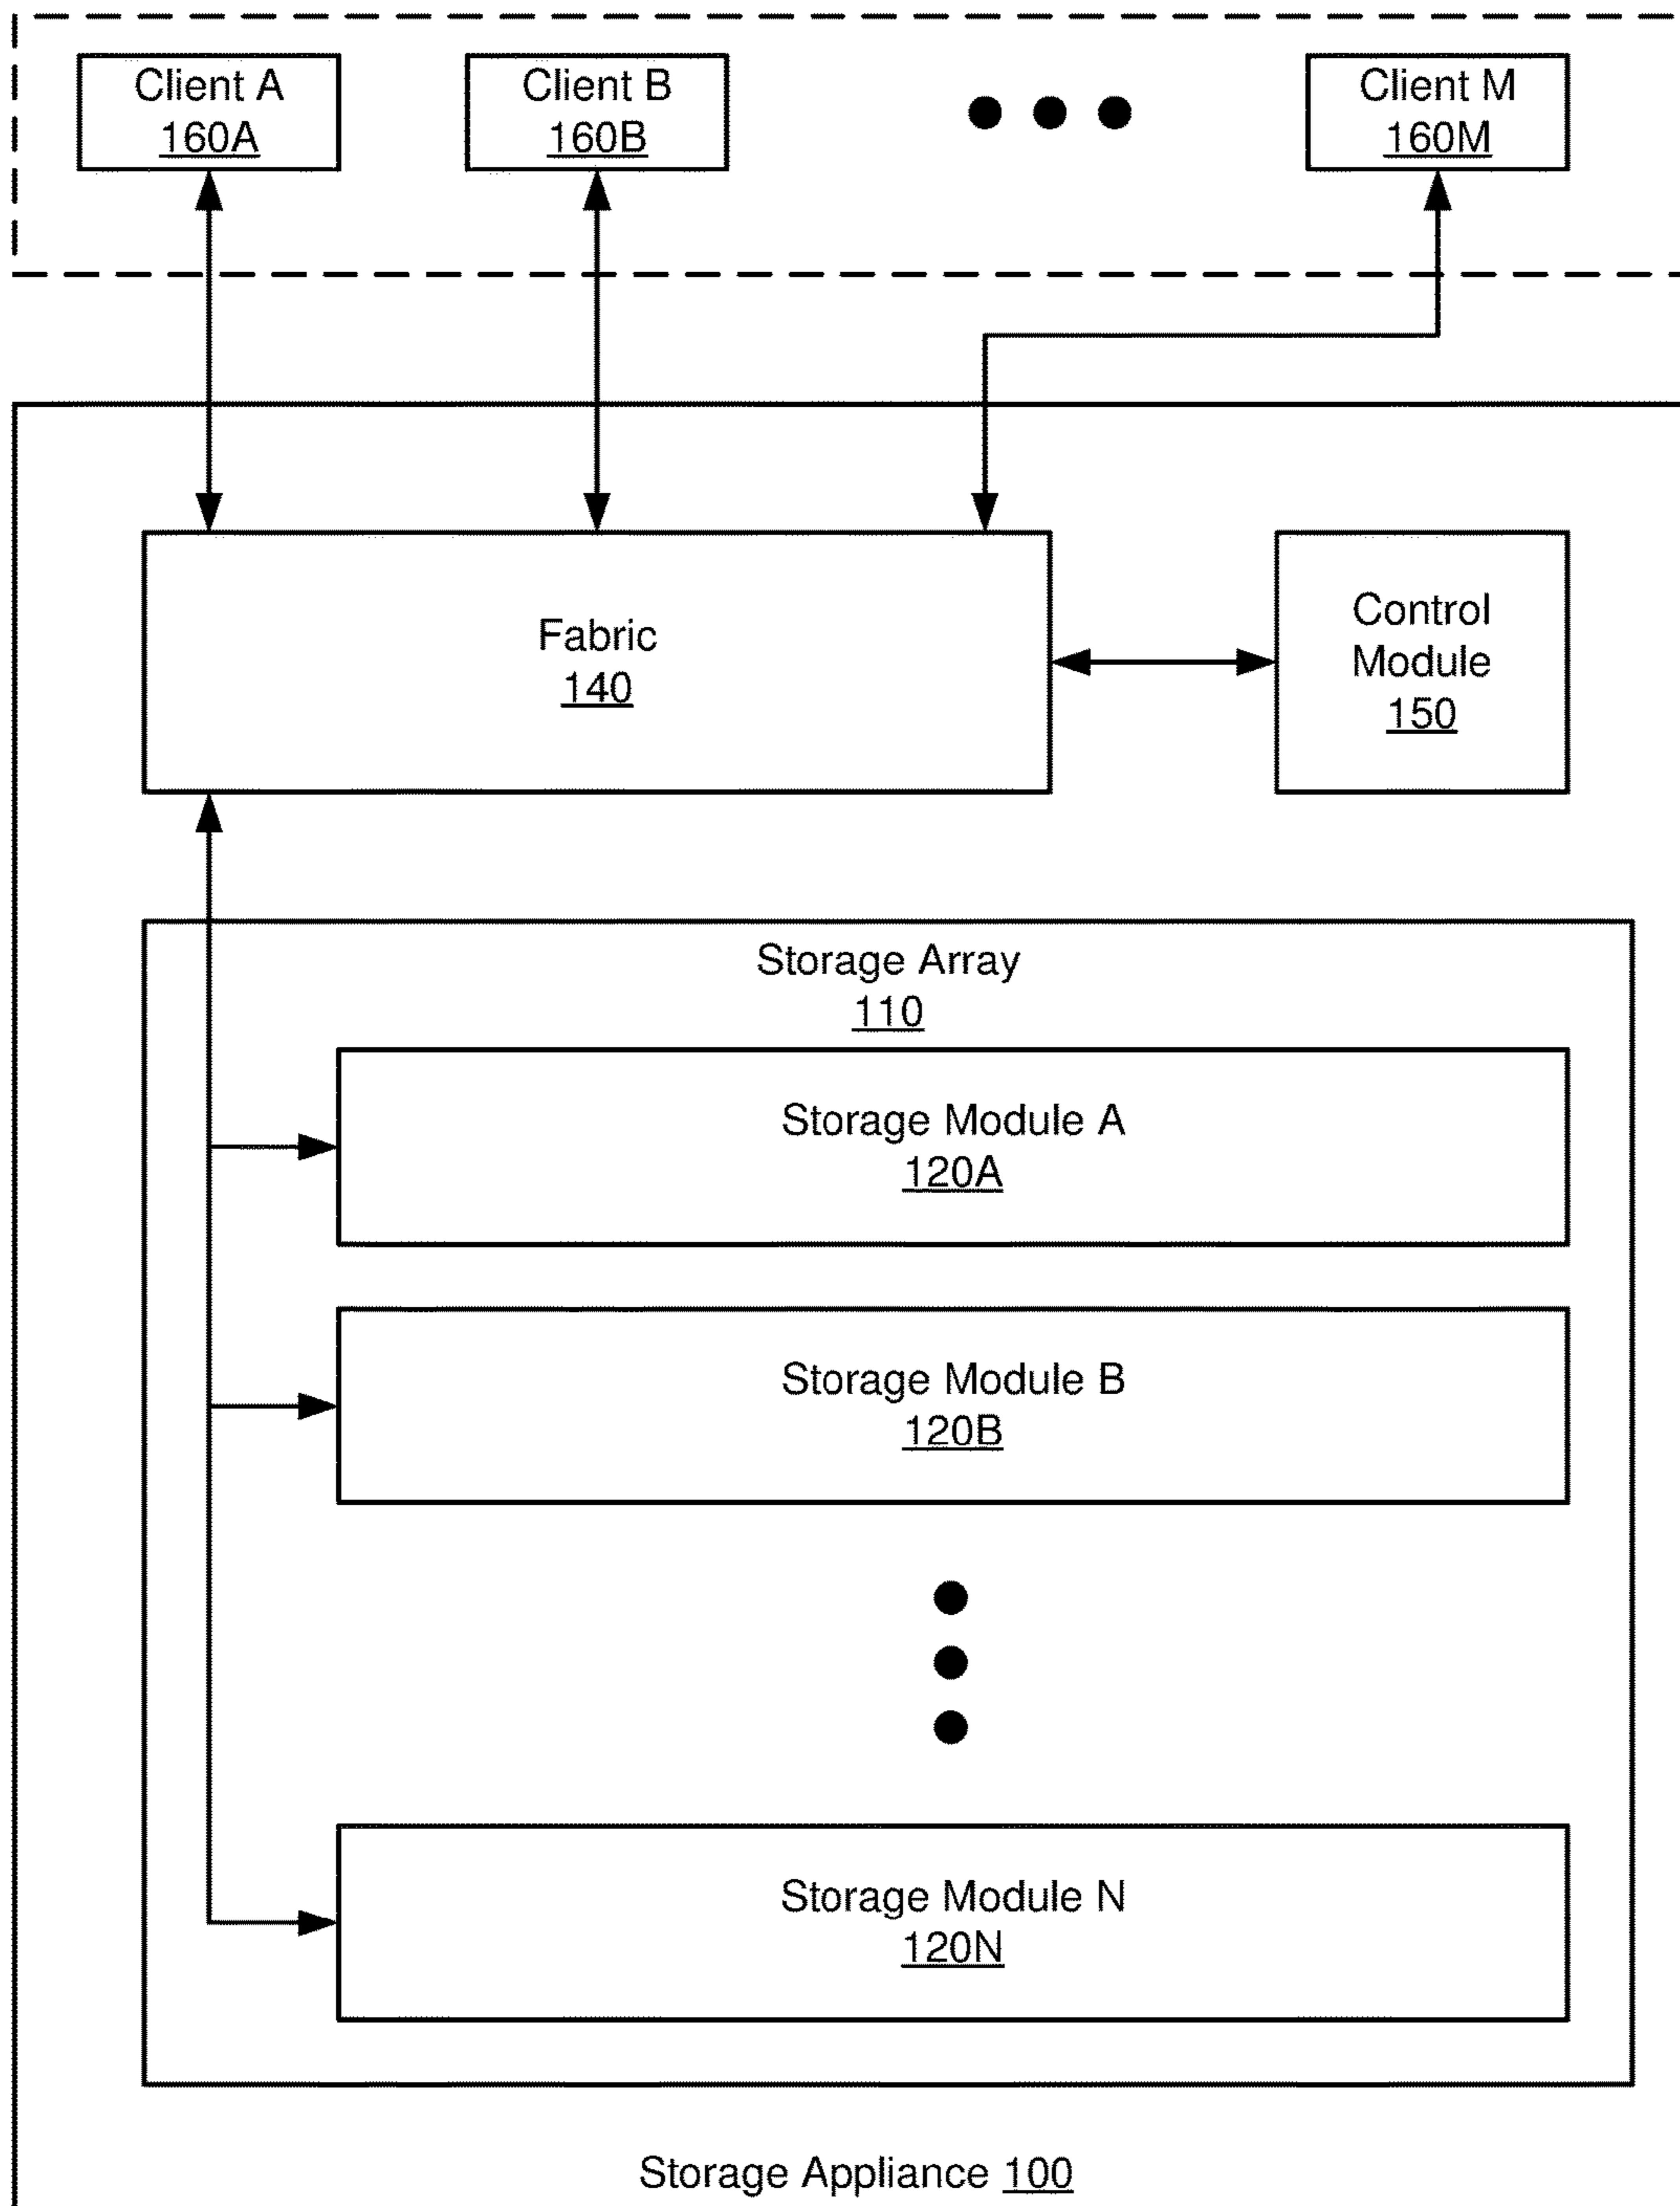 Client A
160A
Client B
160B
Client M
160M
Fabric
140
Control
Module
150
Storage Array
110
Storage Module A
120A
Storage Module B
120B
Storage Module N
120N
Storage Appliance 100